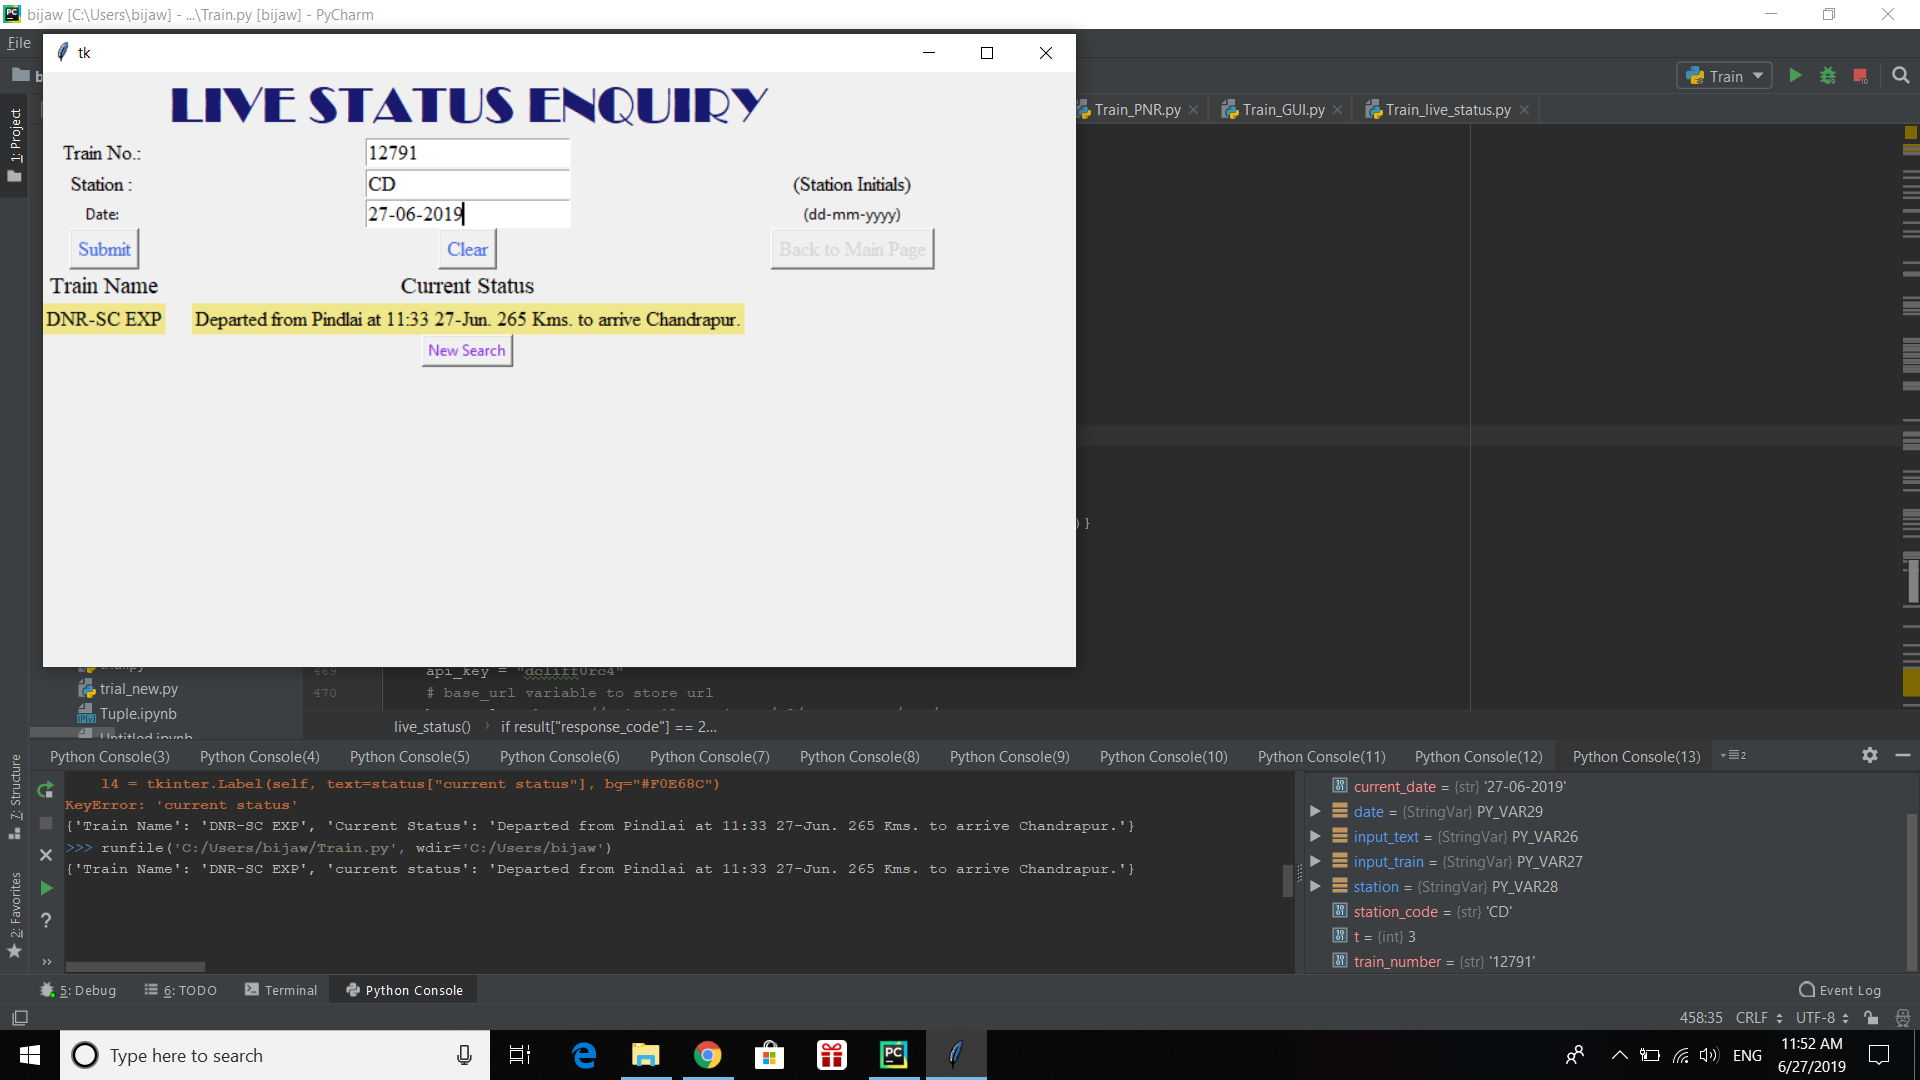 bijaw [C:\Users\bijaw] - ...\Train.py [bijaw] - PyCharm
File
tk
Train
Train_PNR.py
Train_GUI.py
Train_live_status.py
1: Project
LIVE STATUS ENQUIRY
Train No.:
12791
Station :
CD
(Station Initials)
Date:
27-06-2019
(dd-mm-yyyy)
Submit
Clear
Back to Main Page
Train Name
Current Status
DNR-SC EXP
Departed from Pindlai at 11:33 27-Jun. 265 Kms. to arrive Chandrapur.
New Search
)}
trial_new.py
Tuple.ipynb
Untitled.ipynb
469
api_key = "dcliff0rc4"
470
# base_url variable to store url
live_status()
if result["response_code"] == 2...
Python Console(3)
Python Console(4)
Python Console(5)
Python Console(6)
Python Console(7)
Python Console(8)
Python Console(9)
Python Console(10)
Python Console(11)
Python Console(12)
Python Console(13)
2
7: Structure
2: Favorites
l4 = tkinter.Label(self, text=status["current status"], bg="#F0E68C")
KeyError: 'current status'
{'Train Name': 'DNR-SC EXP', 'Current Status': 'Departed from Pindlai at 11:33 27-Jun. 265 Kms. to arrive Chandrapur.'}
>>> runfile('C:/Users/bijaw/Train.py', wdir='C:/Users/bijaw')
{'Train Name': 'DNR-SC EXP', 'current status': 'Departed from Pindlai at 11:33 27-Jun. 265 Kms. to arrive Chandrapur.'}
current_date = {str} '27-06-2019'
date = {StringVar} PY_VAR29
input_text = {StringVar} PY_VAR26
input_train = {StringVar} PY_VAR27
station = {StringVar} PY_VAR28
station_code = {str} 'CD'
t = {int} 3
train_number = {str} '12791'
5: Debug
6: TODO
Terminal
Python Console
Event Log
458:35
CRLF
UTF-8
Type here to search
ENG
11:52 AM
6/27/2019